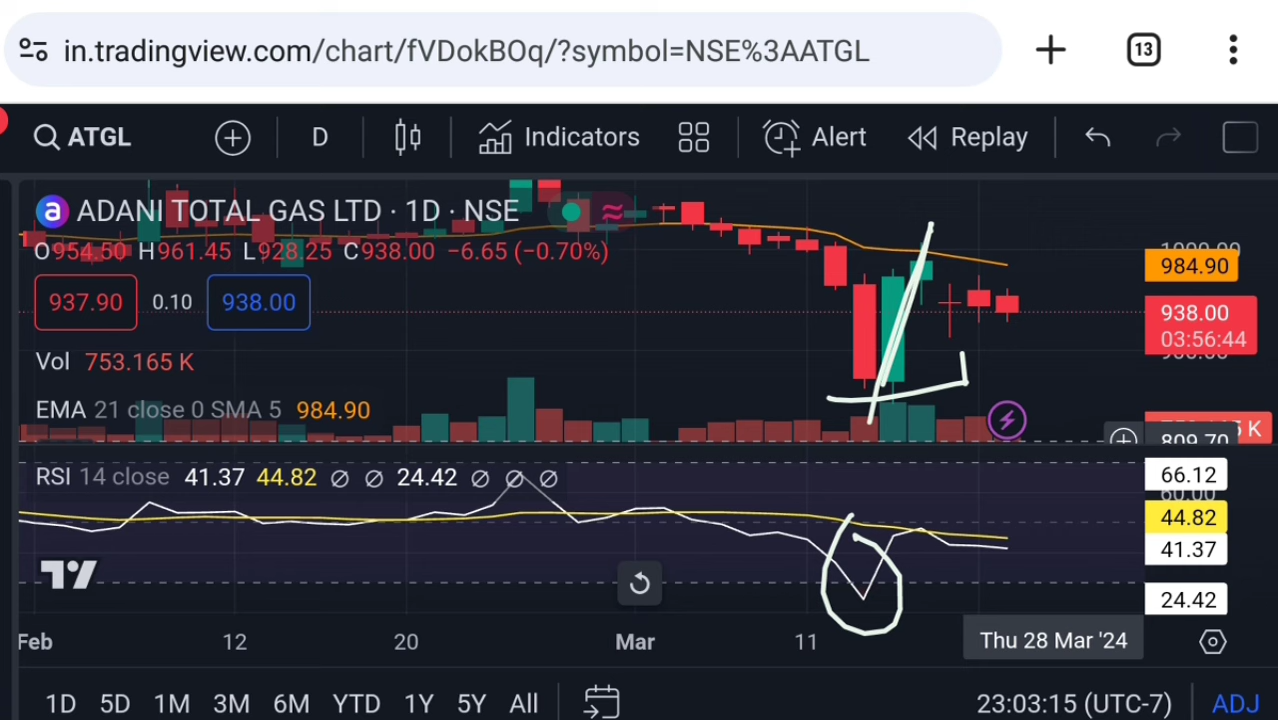 in.tradingview.com/chart/fVDokBOq/?symbol=NSE%3AATGL
13
ATGL
D
Indicators
Alert
Replay
a ADANI TOTAL GAS LTD · 1D · NSE
O954.50 H961.45 L928.25 C938.00 −6.65 (−0.70%)
1000.00
984.90
937.90
0.10
938.00
938.00
03:56:44
Vol 753.165 K
EMA 21 close 0 SMA 5 984.90
809.70
RSI 14 close 41.37 44.82 ∅ ∅ 24.42 ∅ ∅ ∅
66.12
60.00
44.82
41.37
24.42
Feb
12
20
Mar
11
Thu 28 Mar '24
1D 5D 1M 3M 6M YTD 1Y 5Y All
23:03:15 (UTC-7)
ADJ